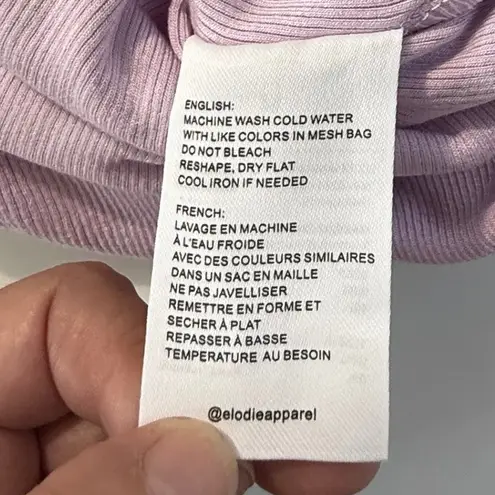 ENGLISH:
MACHINE WASH COLD WATER
WITH LIKE COLORS IN MESH BAG
DO NOT BLEACH
RESHAPE, DRY FLAT
COOL IRON IF NEEDED
FRENCH:
LAVAGE EN MACHINE
À L'EAU FROIDE
AVEC DES COULEURS SIMILAIRES
DANS UN SAC EN MAILLE
NE PAS JAVELLISER
REMETTRE EN FORME ET
SECHER À PLAT
REPASSER À BASSE
TEMPERATURE AU BESOIN
@elodieapparel